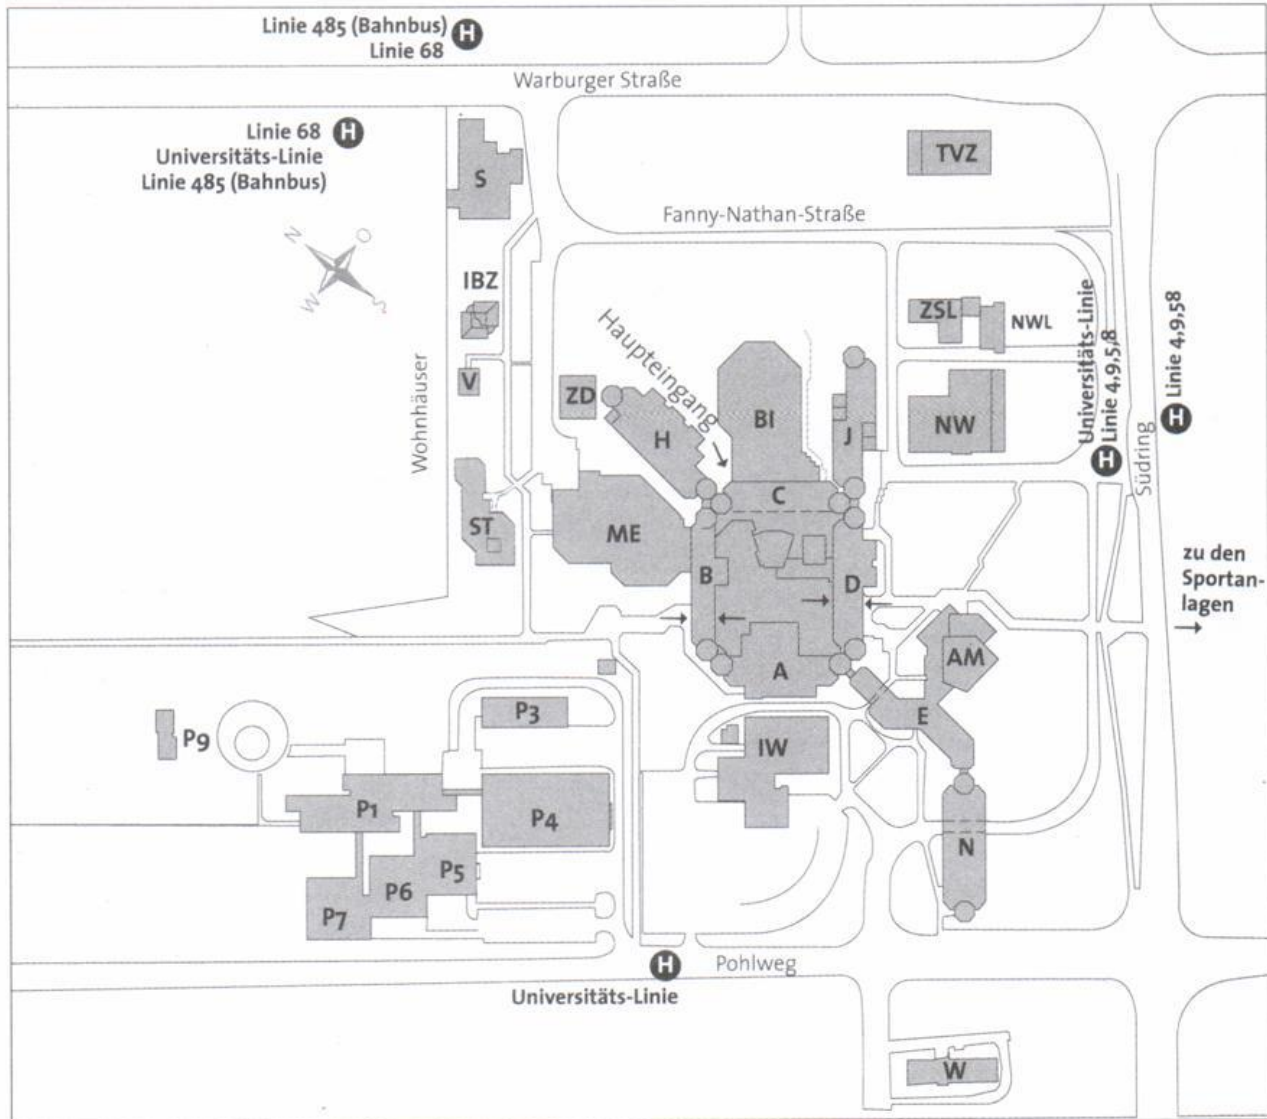 Linie 485 (Bahnbus)
Linie 68
H
Warburger Straße
Linie 68
H
Universitäts-Linie
Linie 485 (Bahnbus)
S
TVZ
Fanny-Nathan-Straße
N
O
W
S
IBZ
Haupteingang
ZSL
NWL
Universitäts-Linie
Linie 4,9,5,8
H
Linie 4,9,58
H
Südring
Wohnhäuser
V
ZD
H
BI
J
NW
C
ST
ME
B
D
zu den
Sportan-
lagen
A
AM
E
P3
P9
IW
P1
P4
N
P5
P6
P7
H
Pohlweg
Universitäts-Linie
W